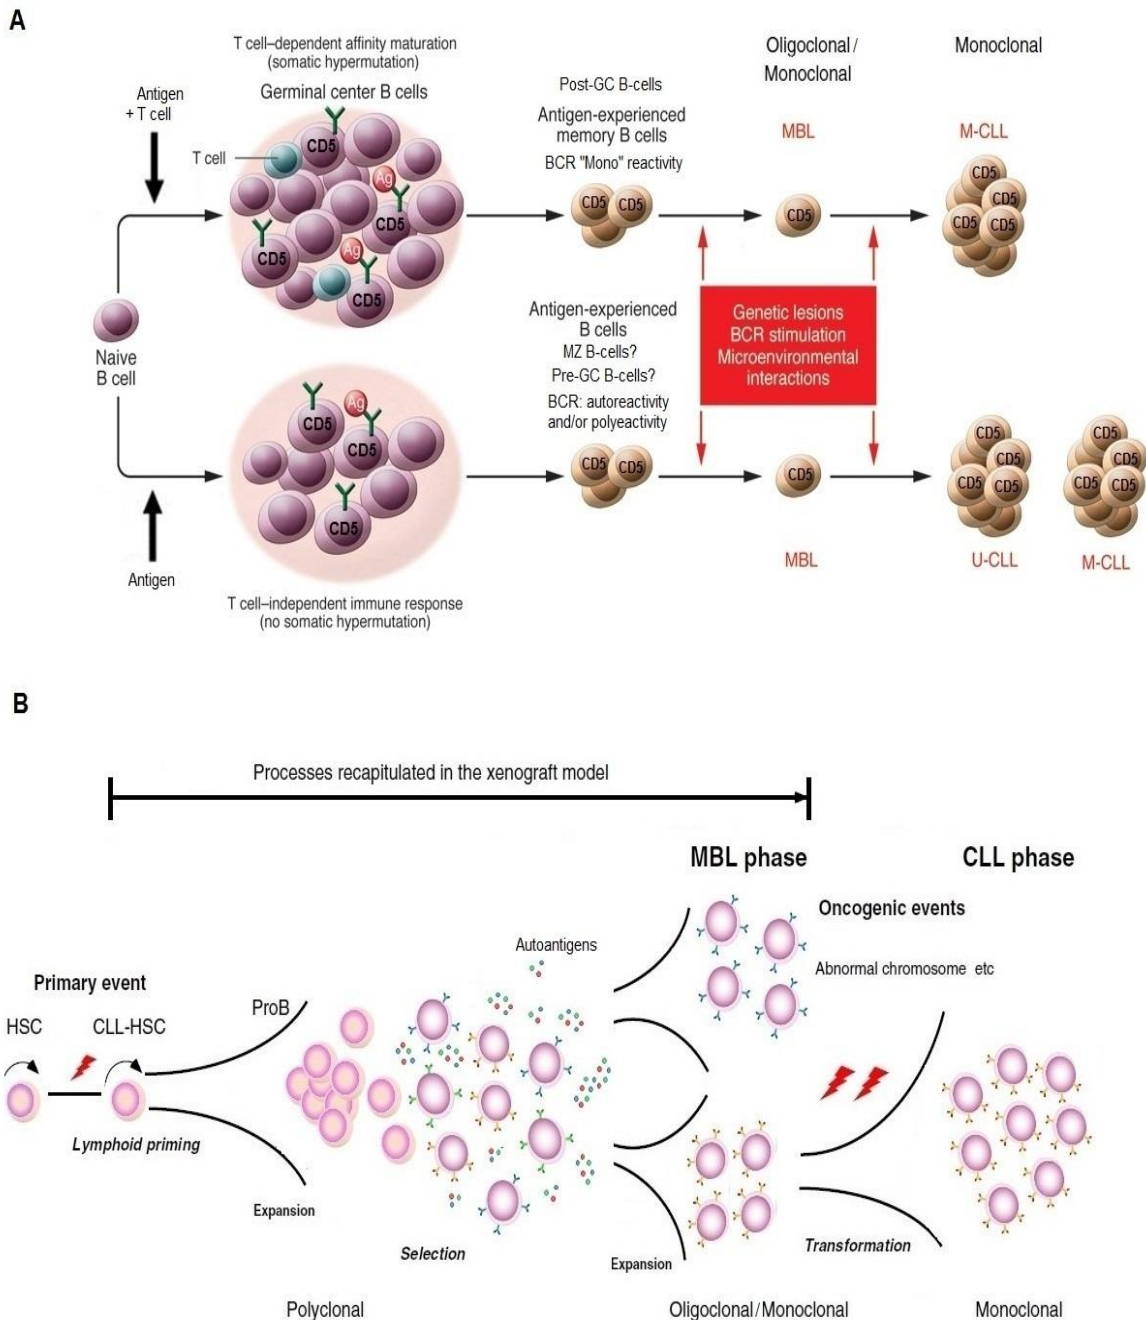 A
T cell–dependent affinity maturation
(somatic hypermutation)
Germinal center B cells
Antigen
+ T cell
T cell
CD5
Ag
CD5
CD5
Ag
CD5
Post-GC B-cells
Antigen-experienced
memory B cells
BCR "Mono" reactivity
CD5
CD5
Oligoclonal/
Monoclonal
MBL
CD5
Monoclonal
M-CLL
CD5
CD5
CD5
CD5
Naive
B cell
Genetic lesions
BCR stimulation
Microenvironmental
interactions
Antigen
CD5
Ag
CD5
CD5
T cell–independent immune response
(no somatic hypermutation)
Antigen-experienced
B cells
MZ B-cells?
Pre-GC B-cells?
BCR: autoreactivity
and/or polyeactivity
CD5
CD5
CD5
MBL
CD5
CD5
CD5
CD5
U-CLL
CD5
CD5
CD5
CD5
M-CLL
B
Processes recapitulated in the xenograft model
MBL phase
CLL phase
Oncogenic events
Abnormal chromosome etc
Autoantigens
Primary event
HSC
CLL-HSC
ProB
Lymphoid priming
Expansion
Selection
Expansion
Transformation
Polyclonal
Oligoclonal/Monoclonal
Monoclonal